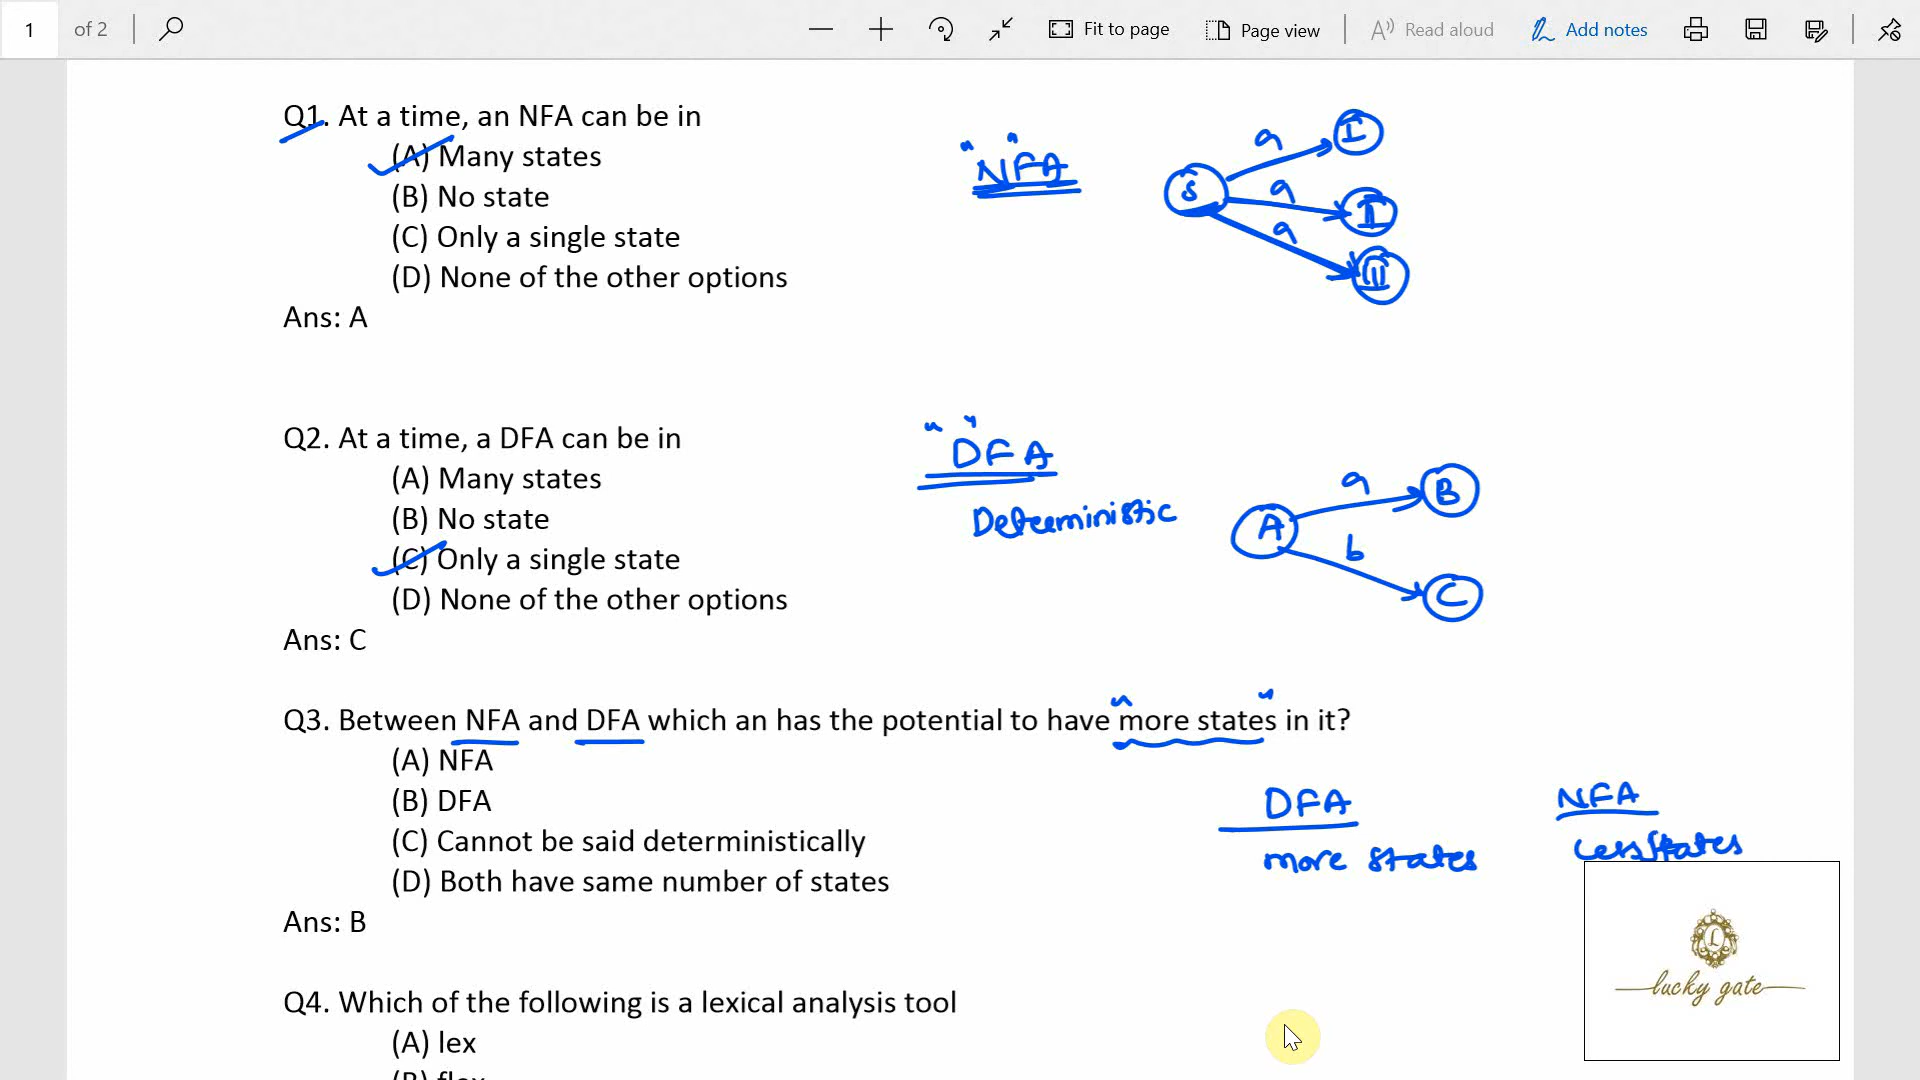 1 of 2 Fit to page Page view Read aloud Add notes
Q1. At a time, an NFA can be in
(A) Many states
(B) No state
(C) Only a single state
(D) None of the other options
Ans: A
"NFA"
S a I
a II
a III
Q2. At a time, a DFA can be in
(A) Many states
(B) No state
(C) Only a single state
(D) None of the other options
Ans: C
"DFA"
Deterministic
A a B
b C
Q3. Between NFA and DFA which an has the potential to have "more states" in it?
(A) NFA
(B) DFA
(C) Cannot be said deterministically
(D) Both have same number of states
Ans: B
DFA
more states
NFA
Less states
Q4. Which of the following is a lexical analysis tool
(A) lex
(B) flex
L
lucky gate